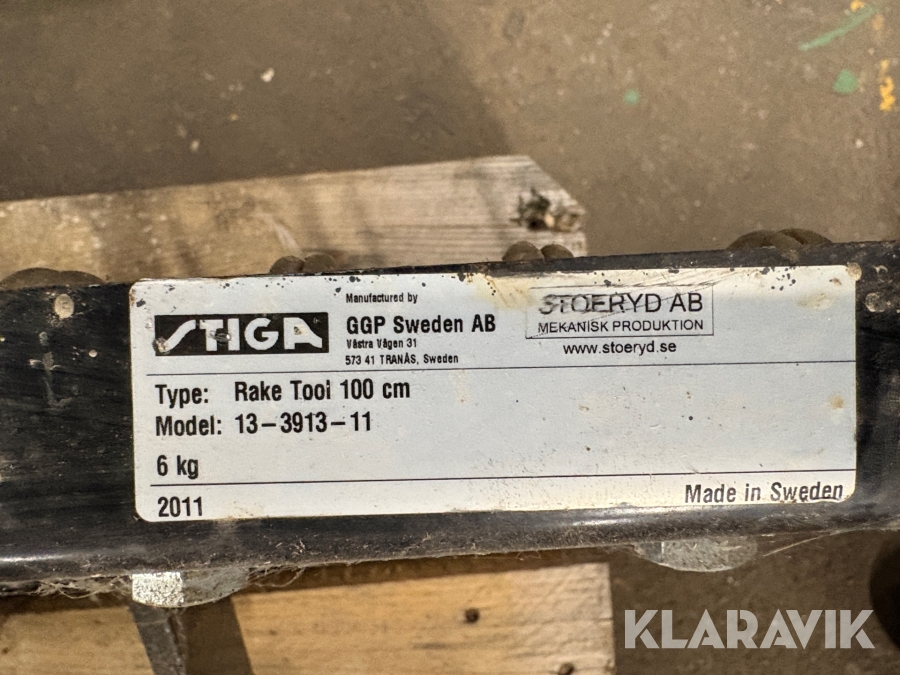 STIGA
Manufactured by
GGP Sweden AB
Västra Vägen 31
573 41 TRANÅS, Sweden
STOERYD AB
MEKANISK PRODUKTION
www.stoeryd.se
Type: Rake Tool 100 cm
Model: 13-3913-11
6 kg
2011
Made in Sweden
KLARAVIK